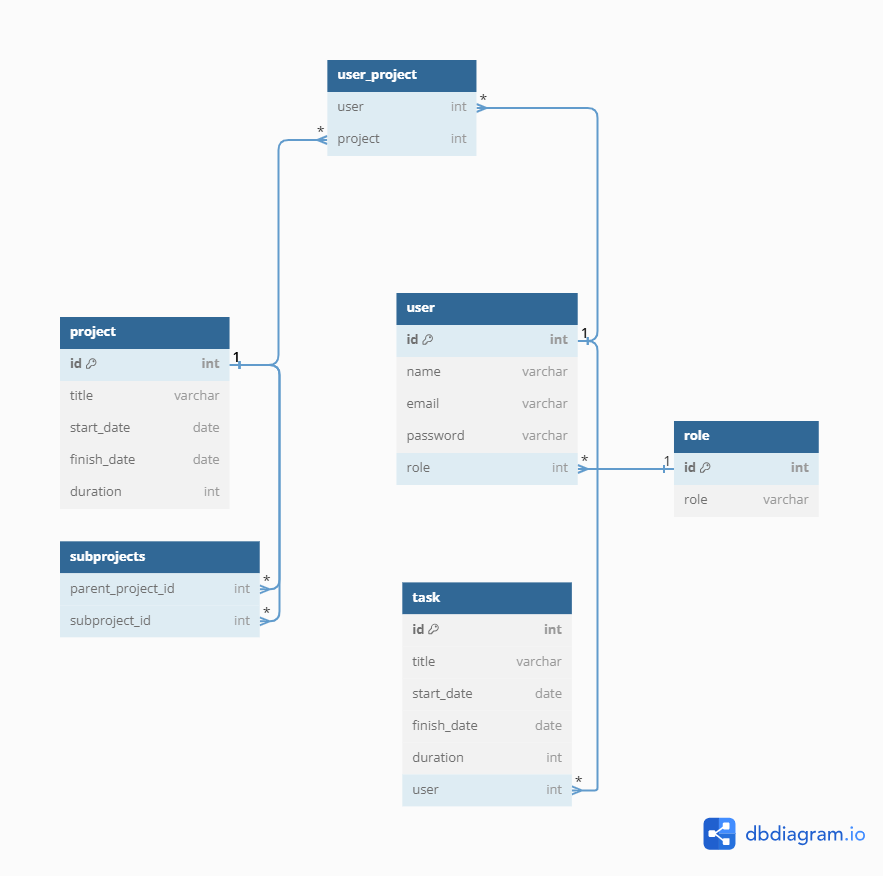 user_project
user int
project int
*
*
project
id int
title varchar
start_date date
finish_date date
duration int
1
user
id int
name varchar
email varchar
password varchar
role int
1
*
role
id int
role varchar
1
subprojects
parent_project_id int
subproject_id int
*
*
task
id int
title varchar
start_date date
finish_date date
duration int
user int
*
dbdiagram.io